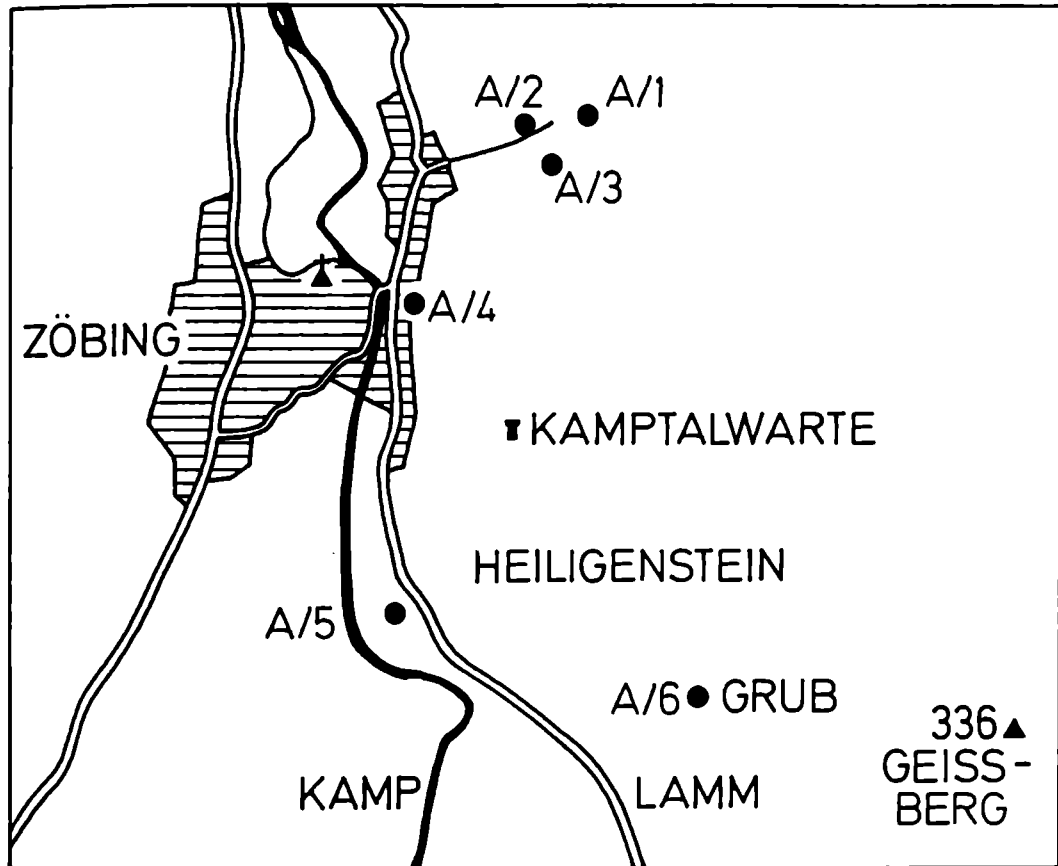 A/2
A/1
A/3
A/4
ZÖBING
KAMPTALWARTE
HEILIGENSTEIN
A/5
A/6 GRUB
336
GEISS-
BERG
KAMP
LAMM